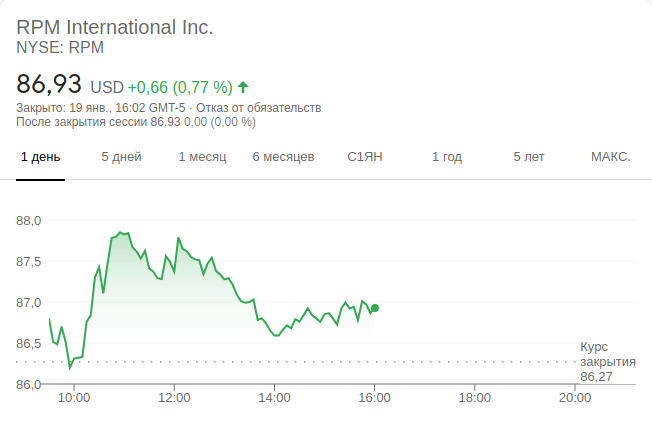 RPM International Inc.
NYSE: RPM
86,93 USD +0,66 (0,77 %)
Закрыто: 19 янв., 16:02 GMT-5 · Отказ от обязательств
После закрытия сессии 86,93 0,00 (0,00 %)
1 день 5 дней 1 месяц 6 месяцев С1ЯН 1 год 5 лет МАКС.
88,0
87,5
87,0
86,5
86,0
Курс
закрытия
86,27
10:00 12:00 14:00 16:00 18:00 20:00